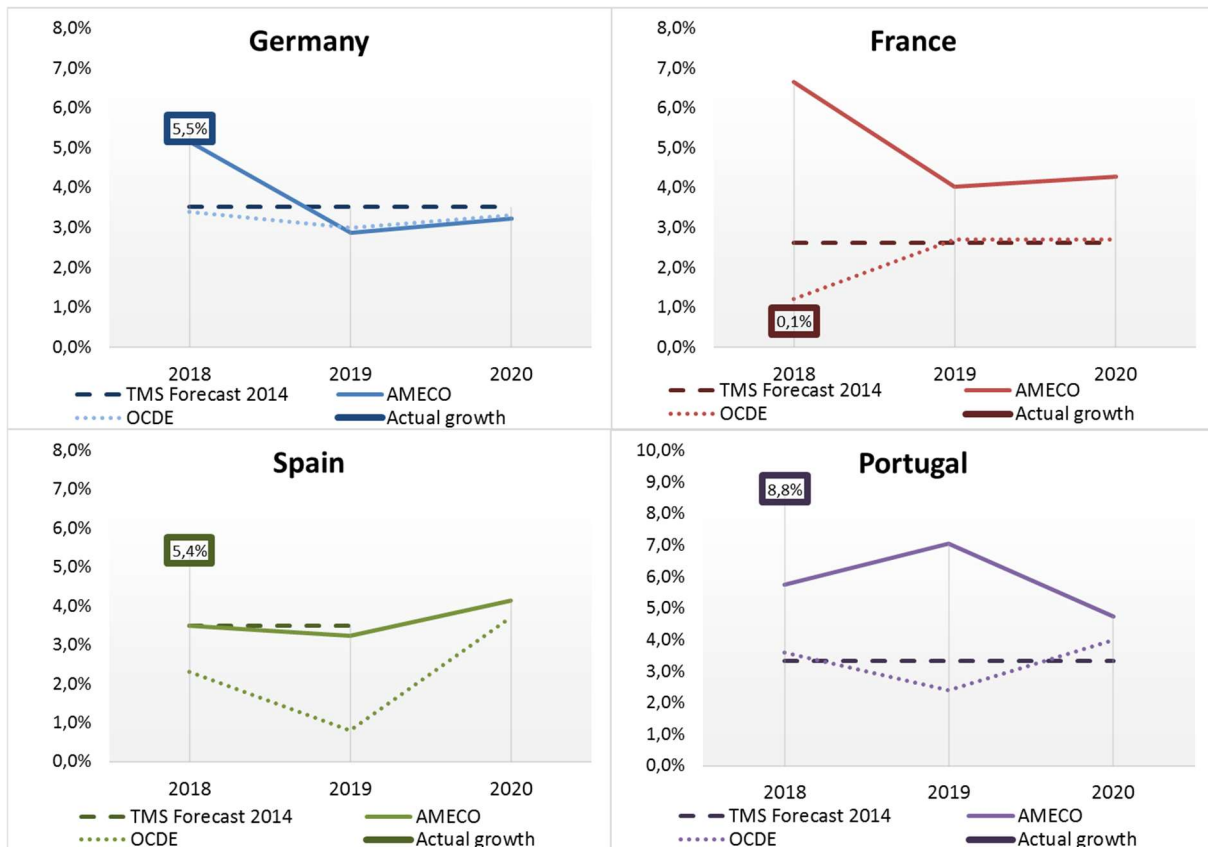 Germany
8,0%
7,0%
6,0%
5,0%
4,0%
3,0%
2,0%
1,0%
0,0%
5,5%
2018 2019 2020
TMS Forecast 2014 AMECO
OCDE Actual growth
France
8,0%
7,0%
6,0%
5,0%
4,0%
3,0%
2,0%
1,0%
0,0%
0,1%
2018 2019 2020
TMS Forecast 2014 AMECO
OCDE Actual growth
Spain
8,0%
7,0%
6,0%
5,0%
4,0%
3,0%
2,0%
1,0%
0,0%
5,4%
2018 2019 2020
TMS Forecast 2014 AMECO
OCDE Actual growth
Portugal
10,0%
9,0%
8,0%
7,0%
6,0%
5,0%
4,0%
3,0%
2,0%
1,0%
0,0%
8,8%
2018 2019 2020
TMS Forecast 2014 AMECO
OCDE Actual growth